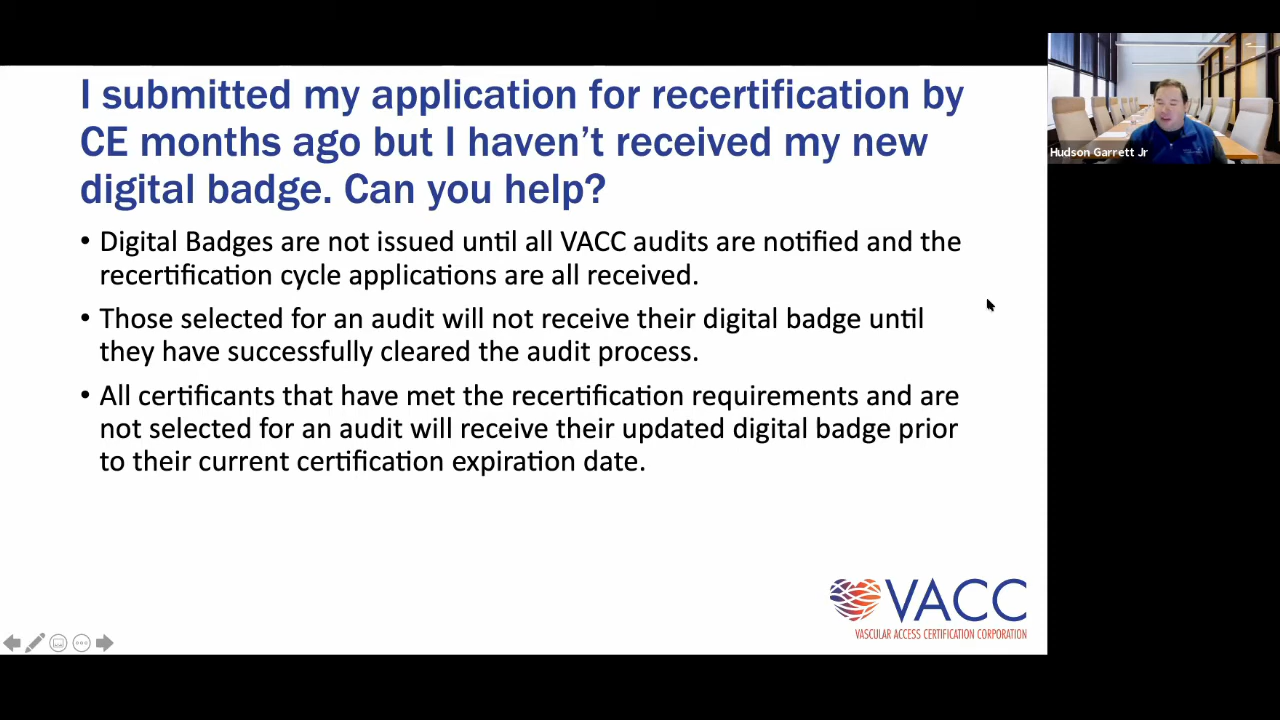 I submitted my application for recertification by
CE months ago but I haven’t received my new
digital badge. Can you help?
• Digital Badges are not issued until all VACC audits are notified and the
recertification cycle applications are all received.
• Those selected for an audit will not receive their digital badge until
they have successfully cleared the audit process.
• All certificants that have met the recertification requirements and are
not selected for an audit will receive their updated digital badge prior
to their current certification expiration date.
VACC
VASCULAR ACCESS CERTIFICATION CORPORATION
Hudson Garrett Jr